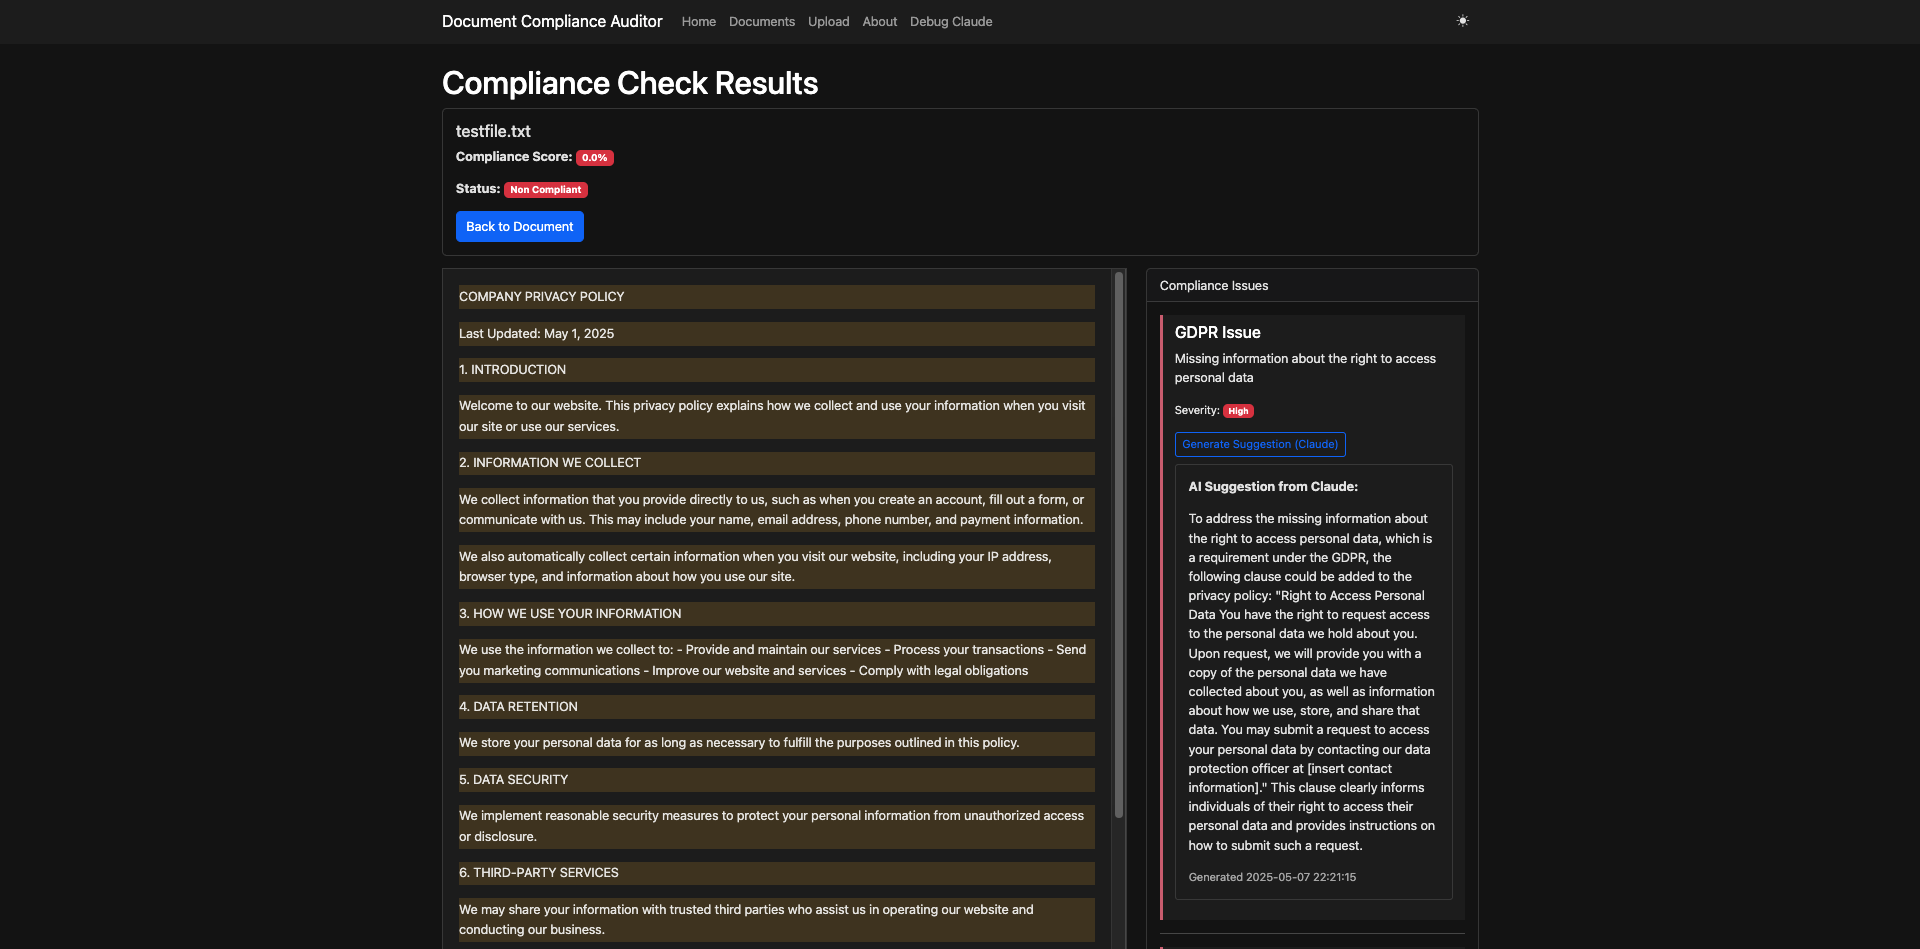 Document Compliance Auditor Home Documents Upload About Debug Claude
Compliance Check Results
testfile.txt
Compliance Score: 0.0%
Status: Non Compliant
Back to Document
COMPANY PRIVACY POLICY
Last Updated: May 1, 2025
1. INTRODUCTION
Welcome to our website. This privacy policy explains how we collect and use your information when you visit
our site or use our services.
2. INFORMATION WE COLLECT
We collect information that you provide directly to us, such as when you create an account, fill out a form, or
communicate with us. This may include your name, email address, phone number, and payment information.
We also automatically collect certain information when you visit our website, including your IP address,
browser type, and information about how you use our site.
3. HOW WE USE YOUR INFORMATION
We use the information we collect to: - Provide and maintain our services - Process your transactions - Send
you marketing communications - Improve our website and services - Comply with legal obligations
4. DATA RETENTION
We store your personal data for as long as necessary to fulfill the purposes outlined in this policy.
5. DATA SECURITY
We implement reasonable security measures to protect your personal information from unauthorized access
or disclosure.
6. THIRD-PARTY SERVICES
We may share your information with trusted third parties who assist us in operating our website and
conducting our business.
Compliance Issues
GDPR Issue
Missing information about the right to access
personal data
Severity: High
Generate Suggestion (Claude)
AI Suggestion from Claude:
To address the missing information about
the right to access personal data, which is
a requirement under the GDPR, the
following clause could be added to the
privacy policy: "Right to Access Personal
Data You have the right to request access
to the personal data we hold about you.
Upon request, we will provide you with a
copy of the personal data we have
collected about you, as well as information
about how we use, store, and share that
data. You may submit a request to access
your personal data by contacting our data
protection officer at [insert contact
information]." This clause clearly informs
individuals of their right to access their
personal data and provides instructions on
how to submit such a request.
Generated 2025-05-07 22:21:15